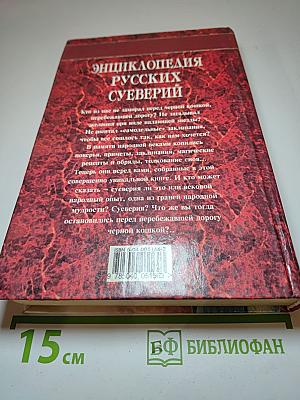 ЭНЦИКЛОПЕДИЯ
РУССКИХ
СУЕВЕРИЙ
Кто из нас не замирал перед черной кошкой,
перебежавшей дорогу? Не загадывал
желания при виде падающей звезды?
Не шептал «самодельные» заклинания,
чтобы все сошлось так, как нам хочется?
В памяти народной веками копились
поверья, приметы, заклинания, магические
рецепты и обряды, толкование снов...
Теперь они перед вами, собранные в этой
совершенно уникальной книге. И кто может
сказать — суеверия ли это или вековой
народный опыт, одна из граней народной
мудрости? Суеверия? Что же вы тогда
остановились перед перебежавшей дорогу
черной кошкой?..
ISBN
15 см
БФ БИБЛИОФАН